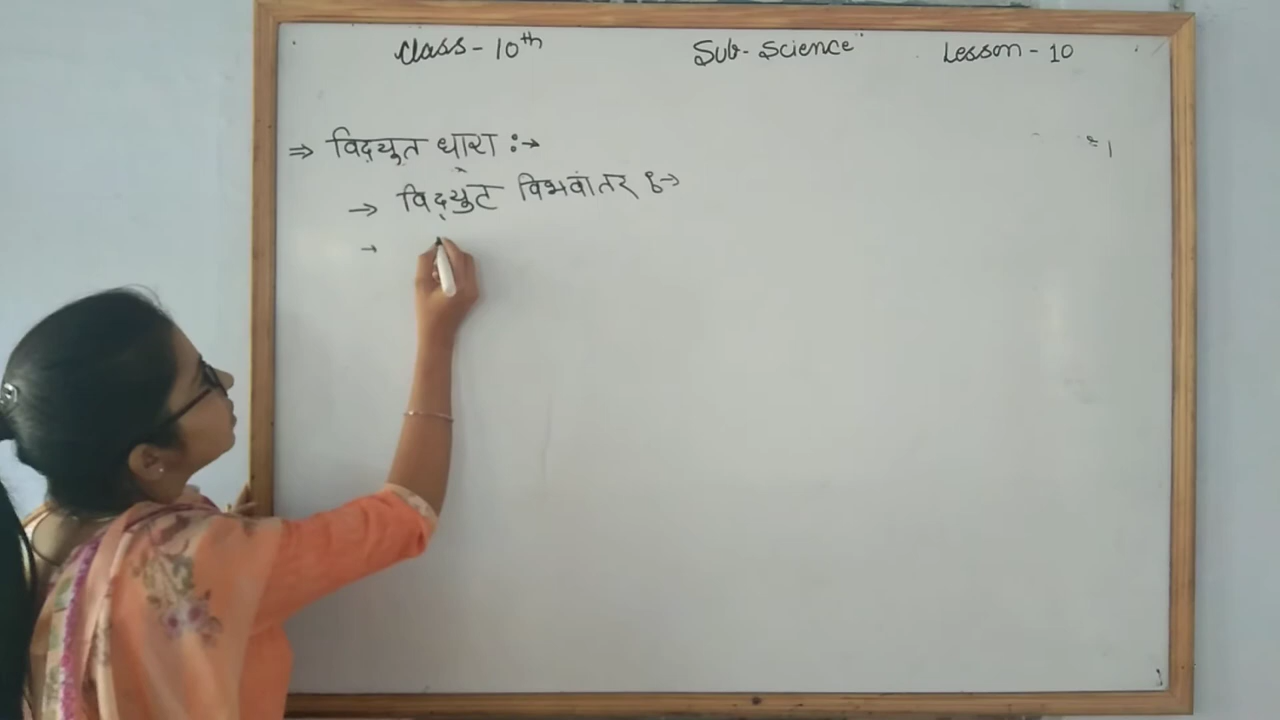 Class - 10th Sub- Science Lesson - 10
⇒ विद्युत धारा :→
→ विद्युट विभवांतर :→
→